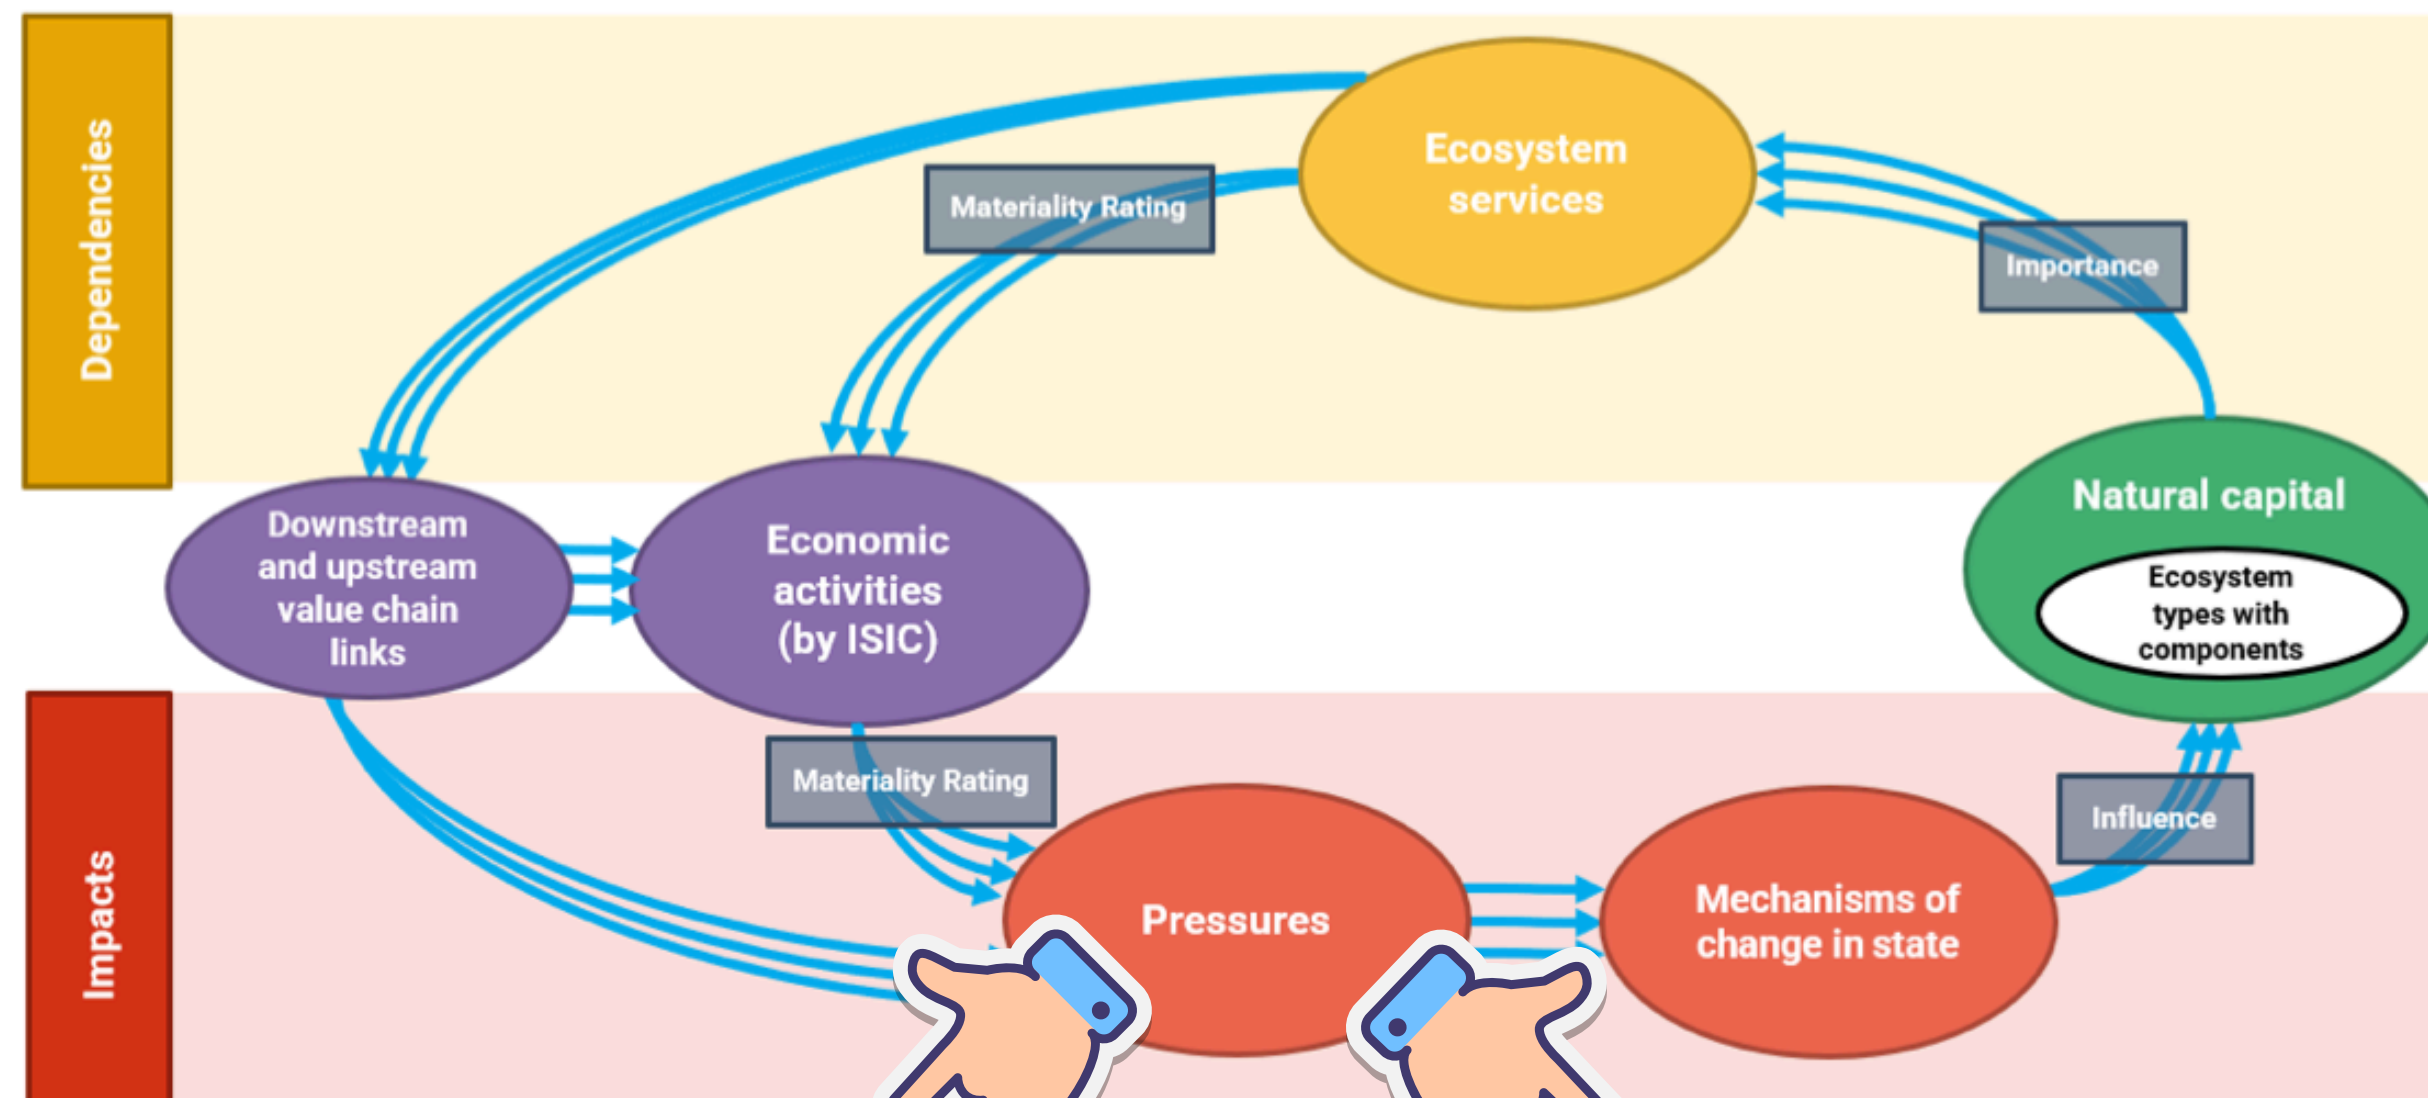 Dependencies
Ecosystem
services
Materiality Rating
Importance
Downstream
and upstream
value chain
links
Economic
activities
(by ISIC)
Natural capital
Ecosystem
types with
components
Impacts
Materiality Rating
Pressures
Mechanisms of
change in state
Influence